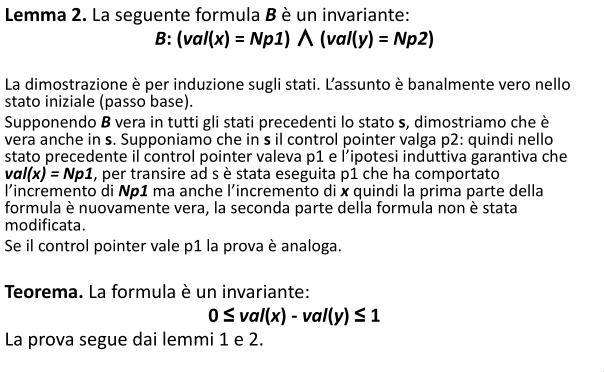 Lemma 2. La seguente formula B è un invariante:
B: (val(x) = Np1) ⋀ (val(y) = Np2)
La dimostrazione è per induzione sugli stati. L'assunto è banalmente vero nello
stato iniziale (passo base).
Supponendo B vera in tutti gli stati precedenti lo stato s, dimostriamo che è
vera anche in s. Supponiamo che in s il control pointer valga p2: quindi nello
stato precedente il control pointer valeva p1 e l'ipotesi induttiva garantiva che
val(x) = Np1, per transire ad s è stata eseguita p1 che ha comportato
l'incremento di Np1 ma anche l'incremento di x quindi la prima parte della
formula è nuovamente vera, la seconda parte della formula non è stata
modificata.
Se il control pointer vale p1 la prova è analoga.
Teorema. La formula è un invariante:
0 ≤ val(x) - val(y) ≤ 1
La prova segue dai lemmi 1 e 2.